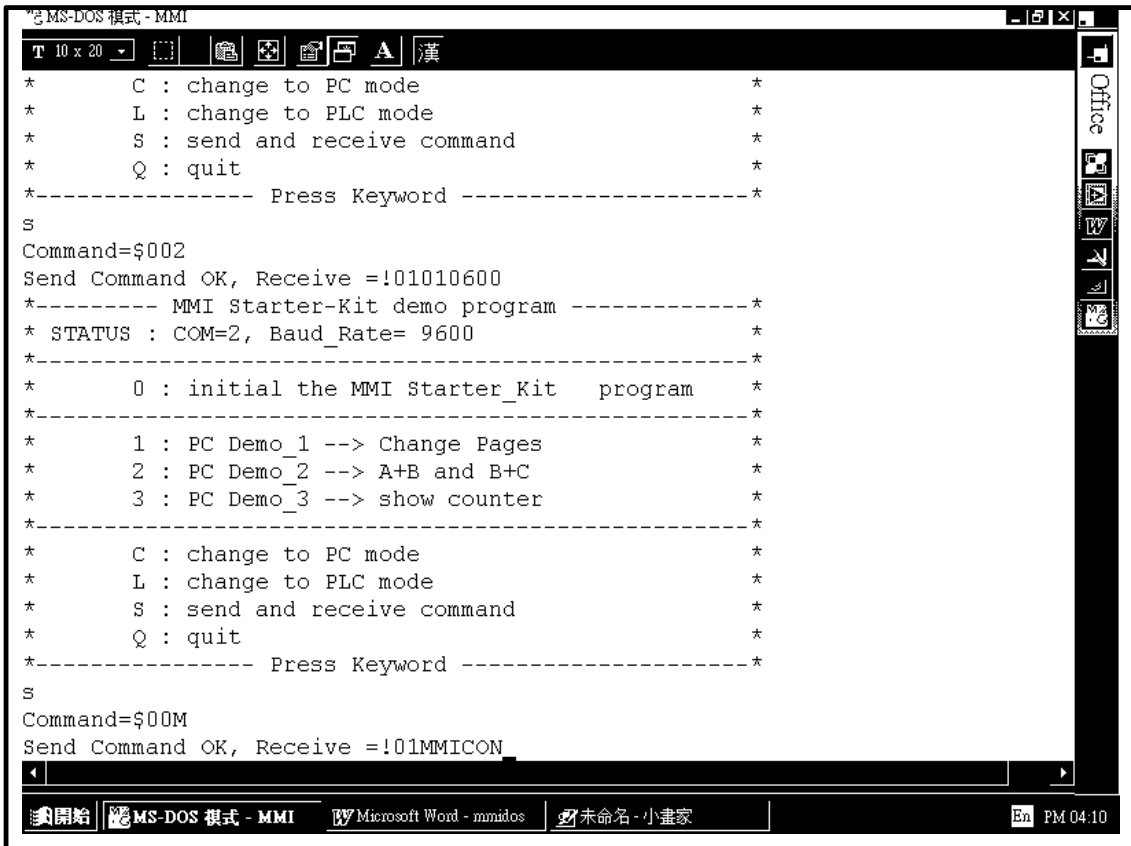 MS-DOS 模式 - MMI
T 10 x 20 A 漢
* C : change to PC mode *
* L : change to PLC mode *
* S : send and receive command *
* Q : quit *
*---------------- Press Keyword ---------------------*
s
Command=$002
Send Command OK, Receive =!01010600
*--------- MMI Starter-Kit demo program -------------*
* STATUS : COM=2, Baud_Rate= 9600 *
*----------------------------------------------------*
* 0 : initial the MMI Starter_Kit program *
*----------------------------------------------------*
* 1 : PC Demo_1 --> Change Pages *
* 2 : PC Demo_2 --> A+B and B+C *
* 3 : PC Demo_3 --> show counter *
*----------------------------------------------------*
* C : change to PC mode *
* L : change to PLC mode *
* S : send and receive command *
* Q : quit *
*---------------- Press Keyword ---------------------*
s
Command=$00M
Send Command OK, Receive =!01MMICON_
Office
開始 MS-DOS 模式 - MMI Microsoft Word - mmidos 未命名 - 小畫家 En PM 04:10